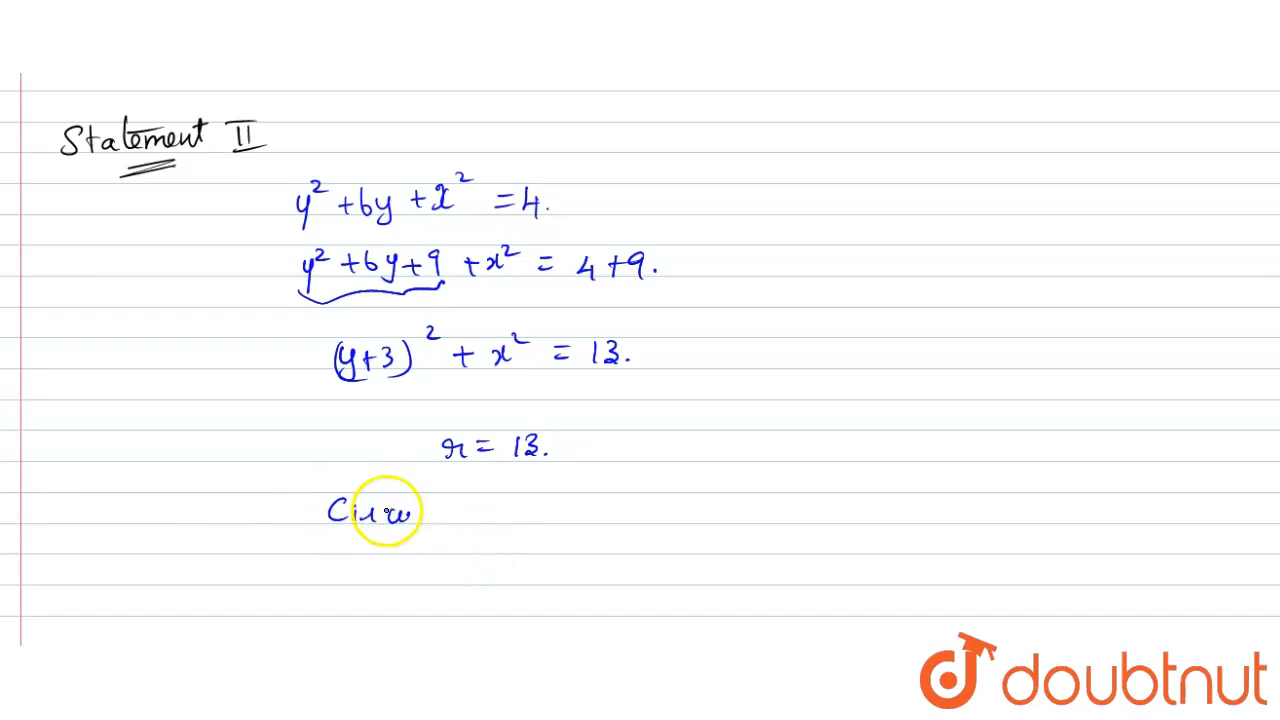 Statement II
y² + 6y + x² = 4.
y² + 6y + 9 + x² = 4 + 9.
(y+3)² + x² = 13.
r = 13.
doubtnut